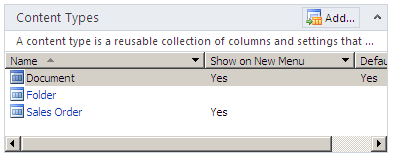 Content Types Add...
A content type is a reusable collection of columns and settings that ...
Name Show on New Menu Defau
Document Yes Yes
Folder
Sales Order Yes